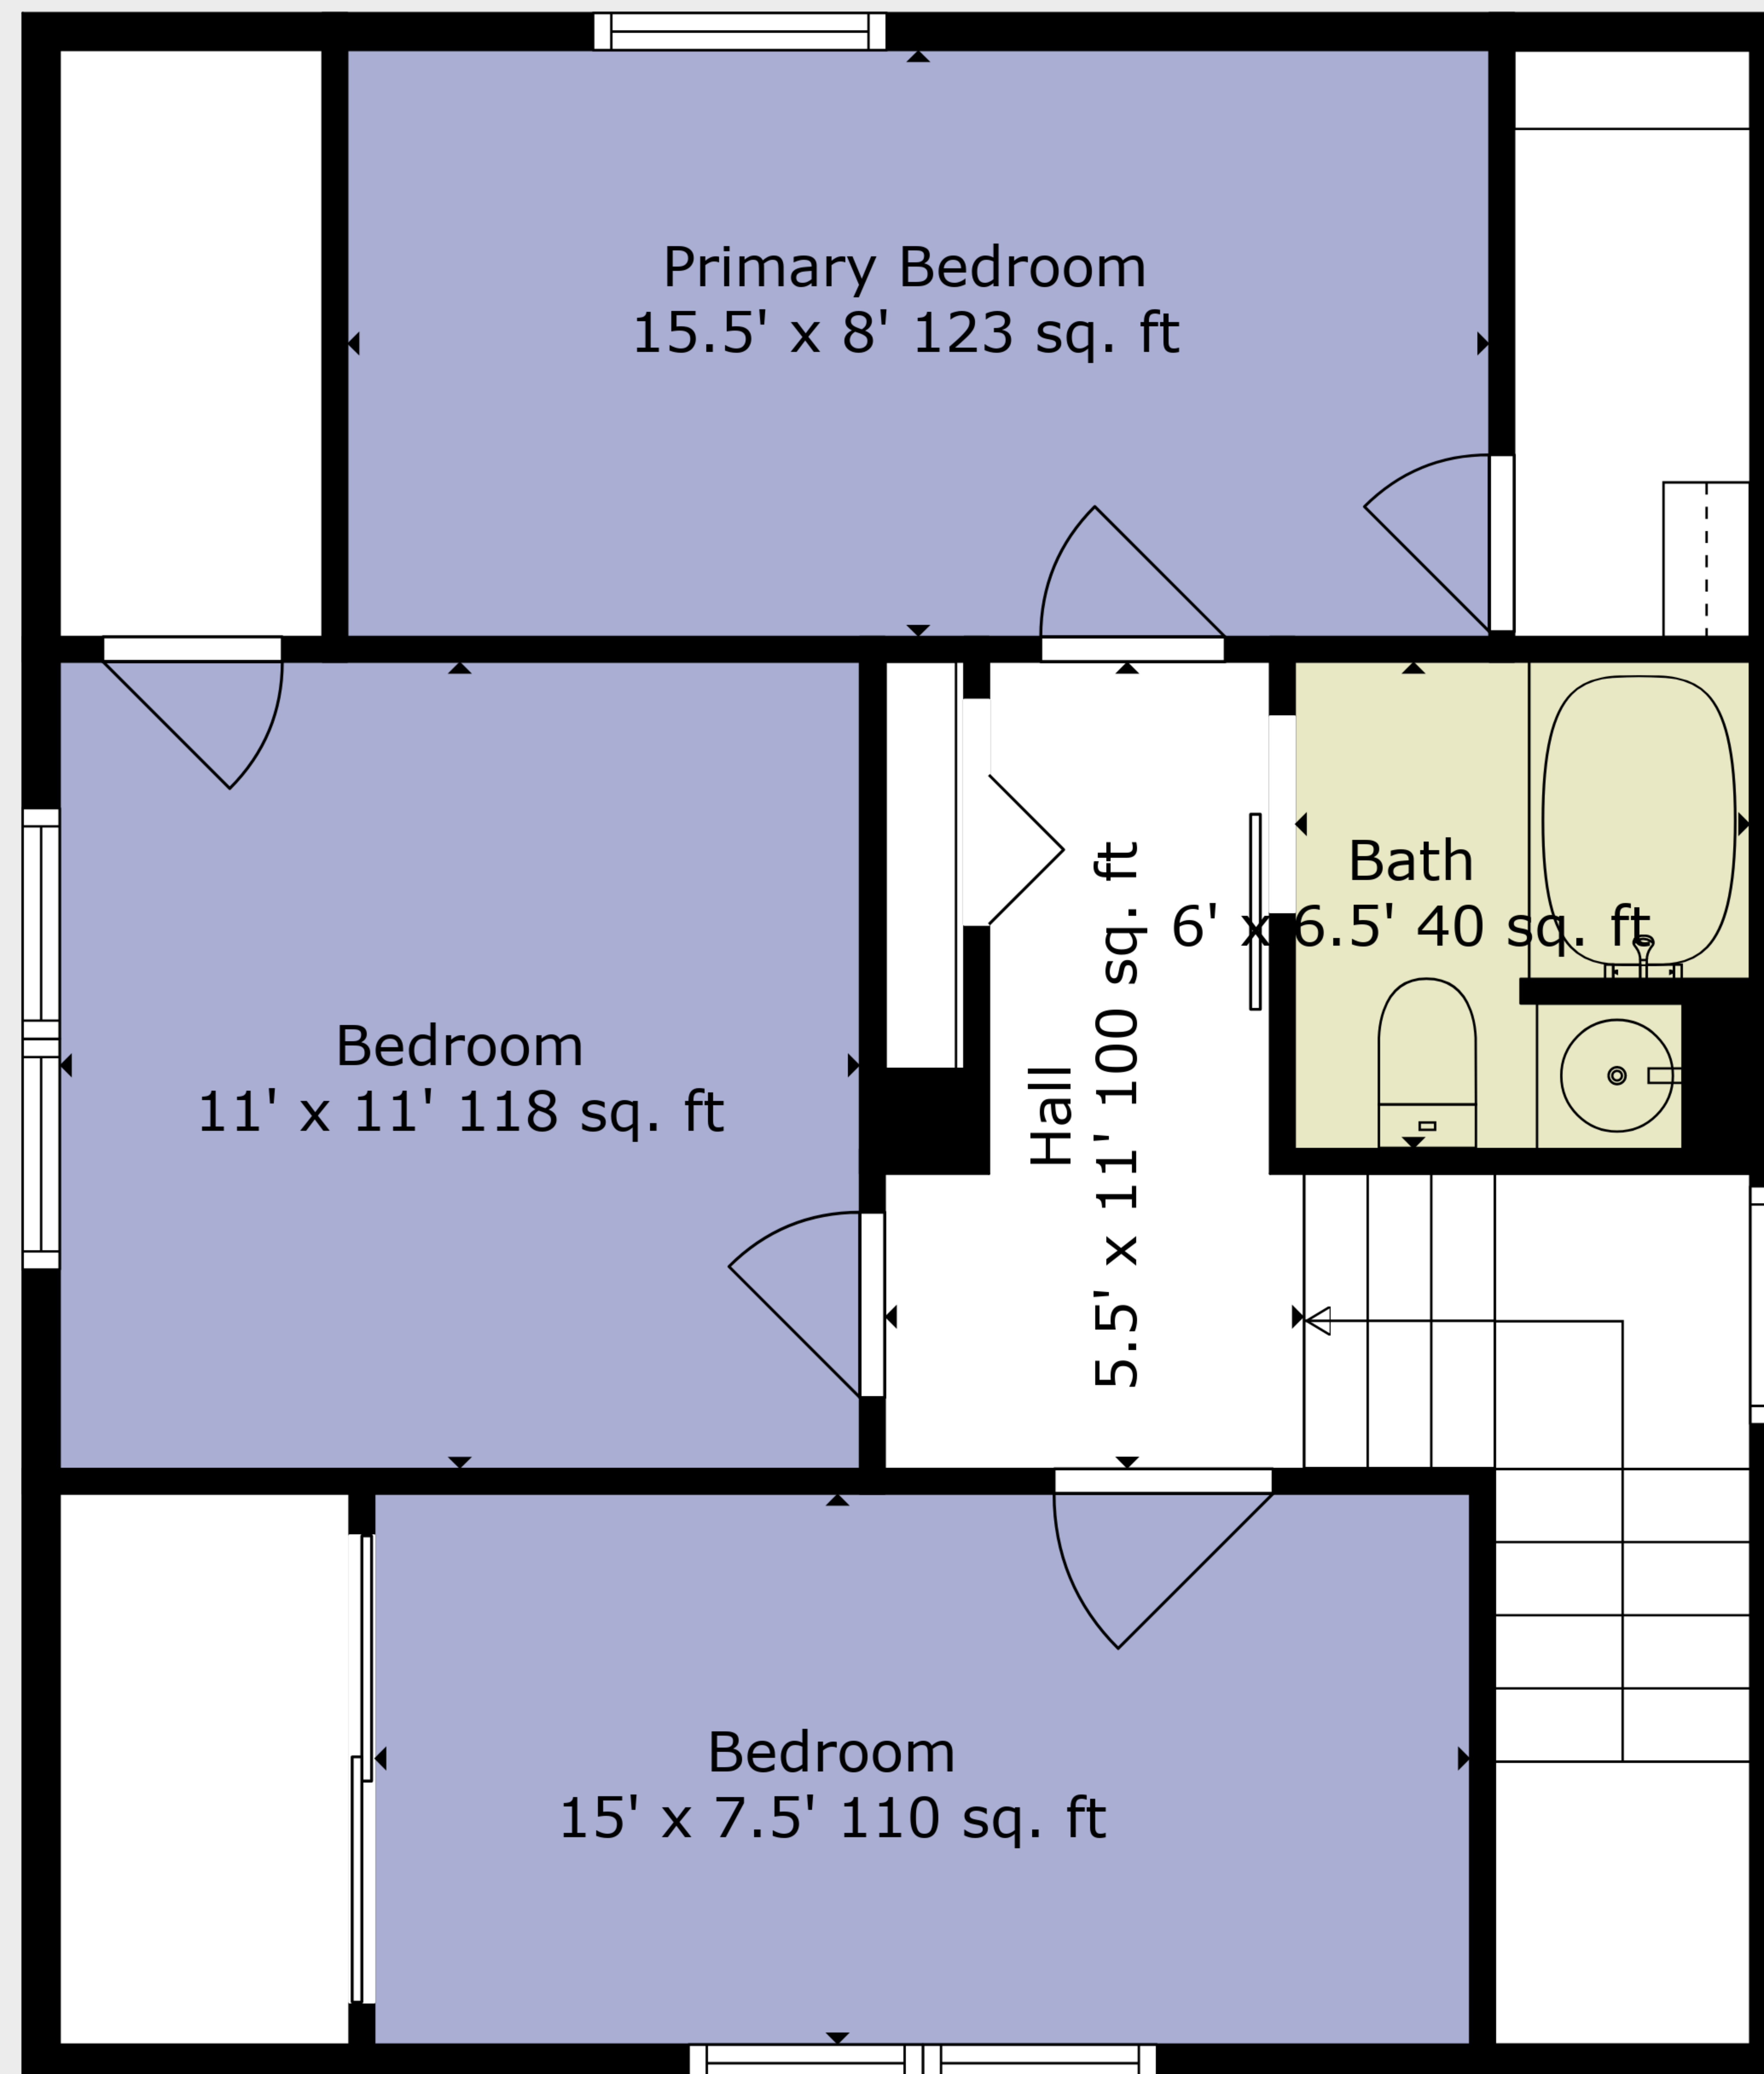 Primary Bedroom
15.5' x 8' 123 sq. ft
Bath
6' x 6.5' 40 sq. ft
Hall
5.5' x 11' 100 sq. ft
Bedroom
11' x 11' 118 sq. ft
Bedroom
15' x 7.5' 110 sq. ft